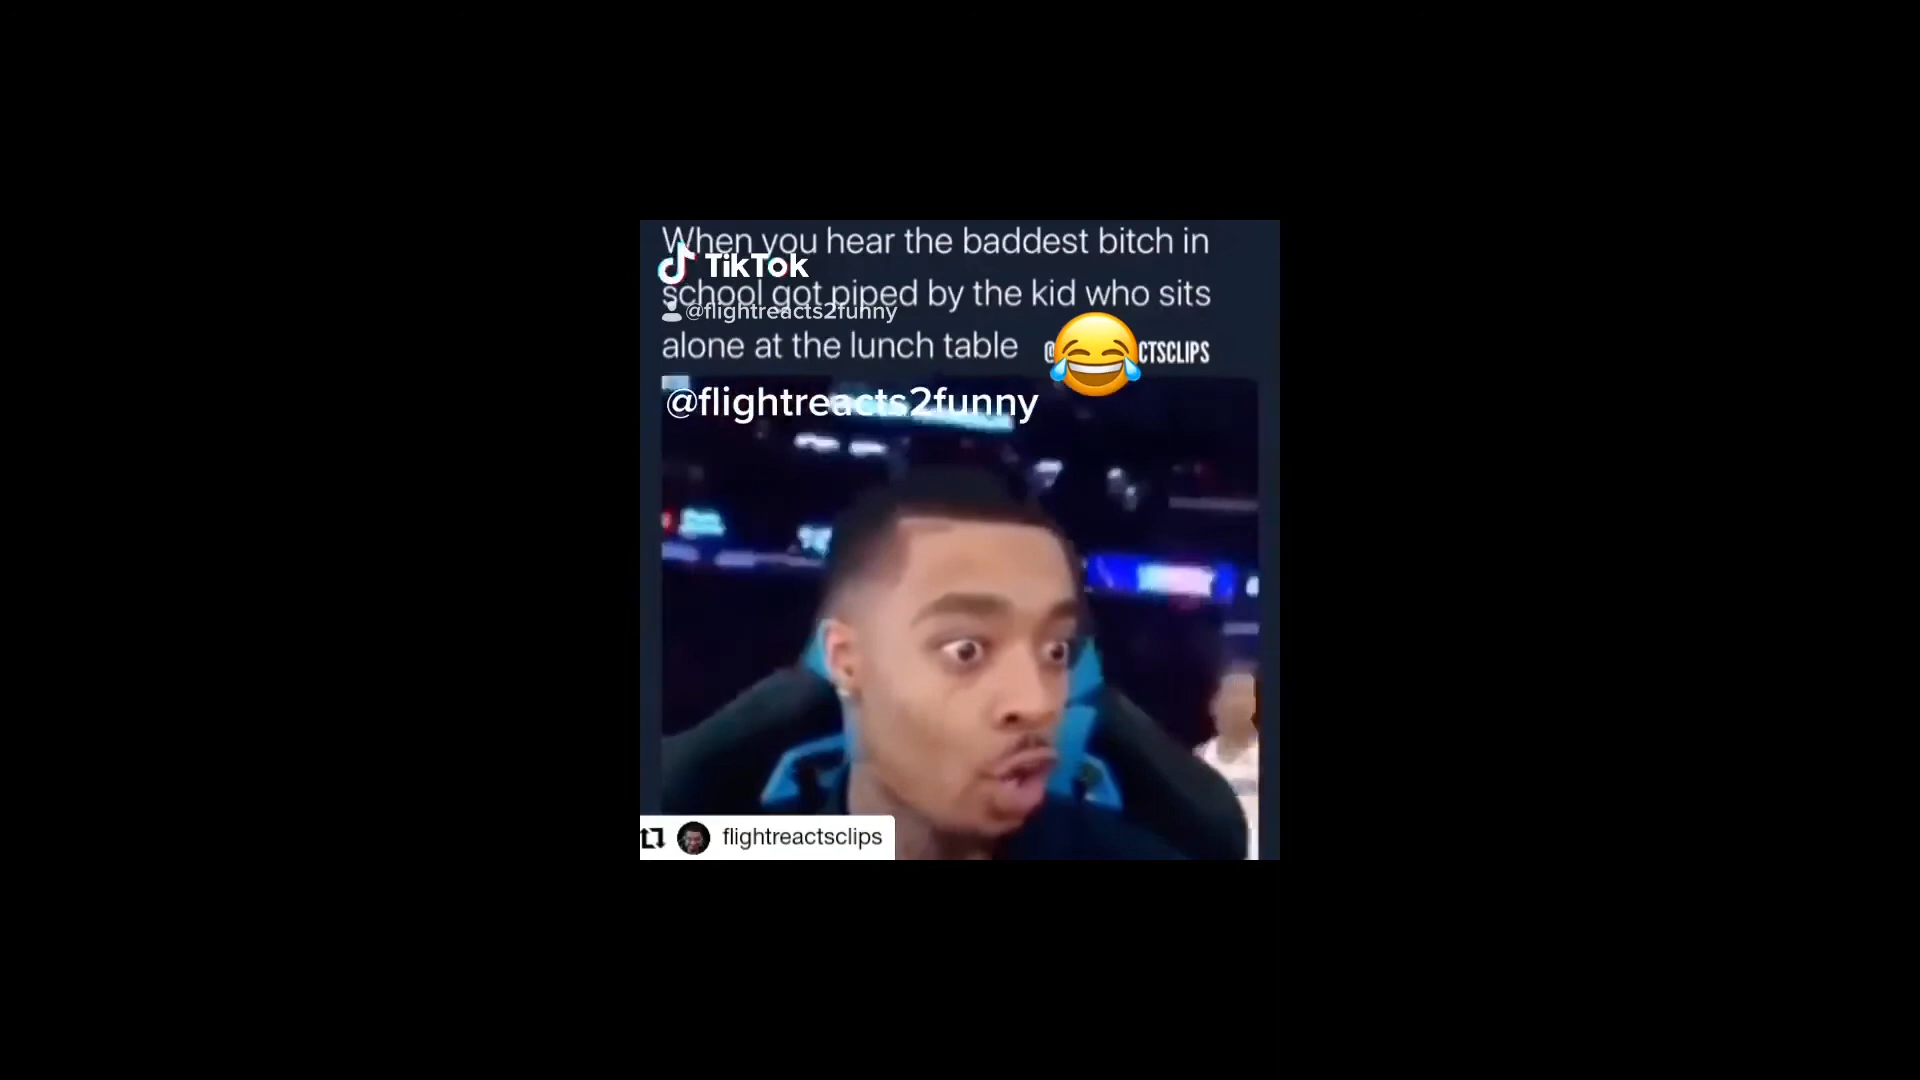 When you hear the baddest bitch in
TikTok
school got piped by the kid who sits
@flightreacts2funny
alone at the lunch table
CTSCLIPS
@flightreacts2funny
flightreactsclips